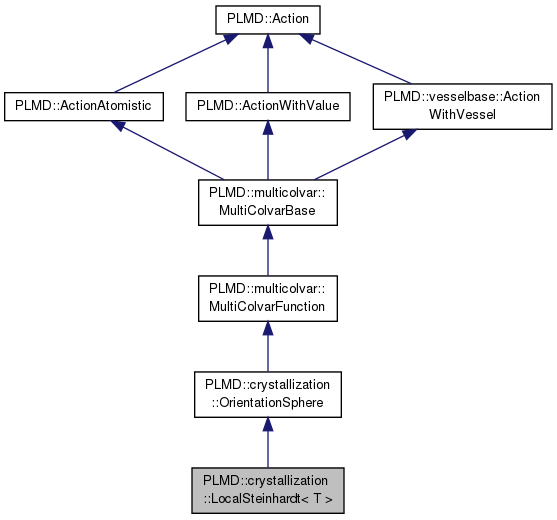 PLMD::Action
PLMD::ActionAtomistic
PLMD::ActionWithValue
PLMD::vesselbase::Action
WithVessel
PLMD::multicolvar::
MultiColvarBase
PLMD::multicolvar::
MultiColvarFunction
PLMD::crystallization
::OrientationSphere
PLMD::crystallization
::LocalSteinhardt< T >